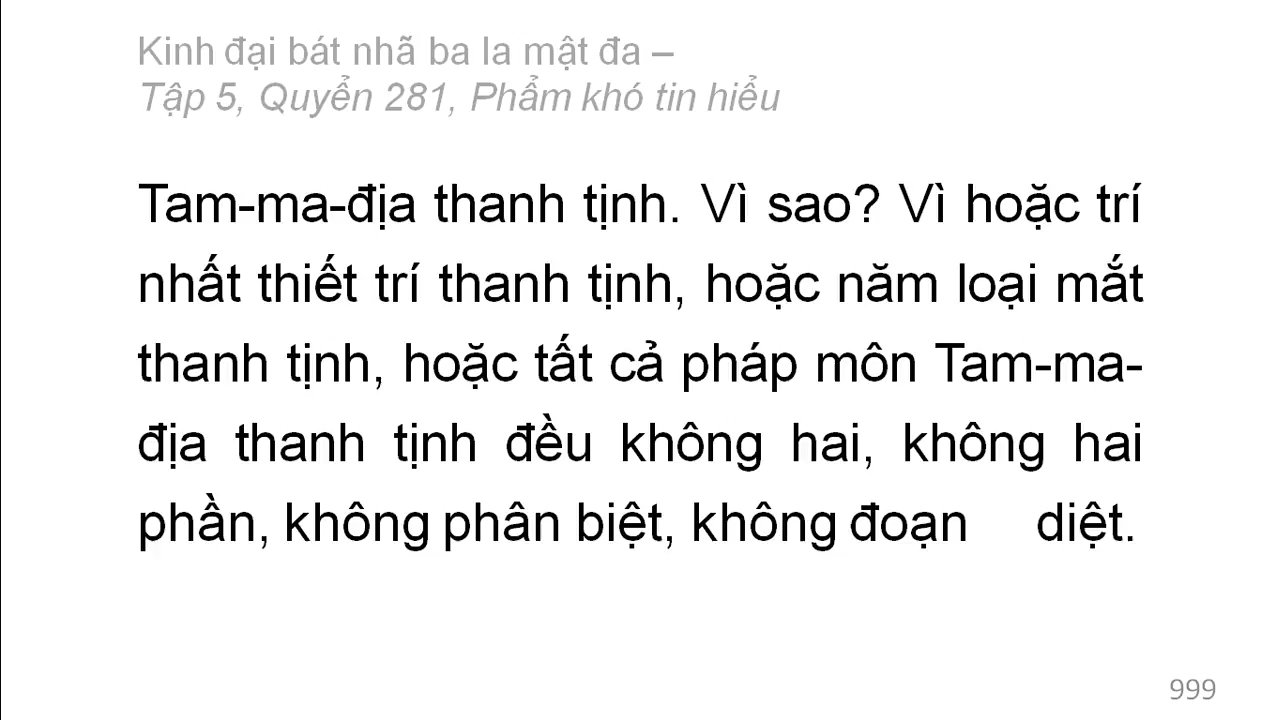 Kinh đại bát nhã ba la mật đa –
Tập 5, Quyển 281, Phẩm khó tin hiểu
Tam-ma-địa thanh tịnh. Vì sao? Vì hoặc trí
nhất thiết trí thanh tịnh, hoặc năm loại mắt
thanh tịnh, hoặc tất cả pháp môn Tam-ma-
địa thanh tịnh đều không hai, không hai
phần, không phân biệt, không đoạn diệt.
999